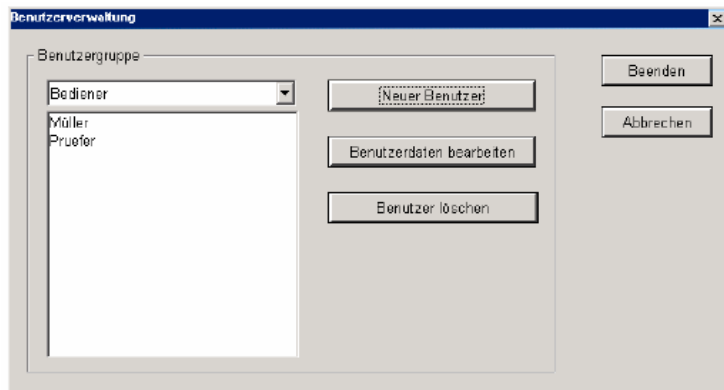 Benutzerverwaltung
Benutzergruppe
Bediener
Müller
Pruefer
Neuer Benutzer
Benutzerdaten bearbeiten
Benutzer löschen
Beenden
Abbrechen